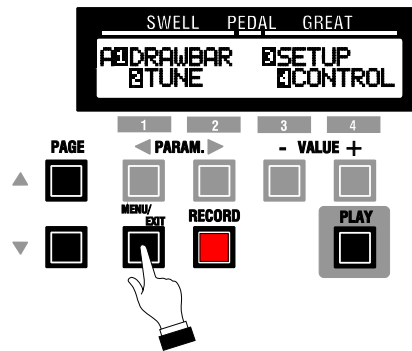 SWELL PEDAL GREAT
A1DRAWBAR 3SETUP
2TUNE 4CONTROL
1 2 3 4
PAGE PARAM. - VALUE +
MENU/
EXIT RECORD PLAY